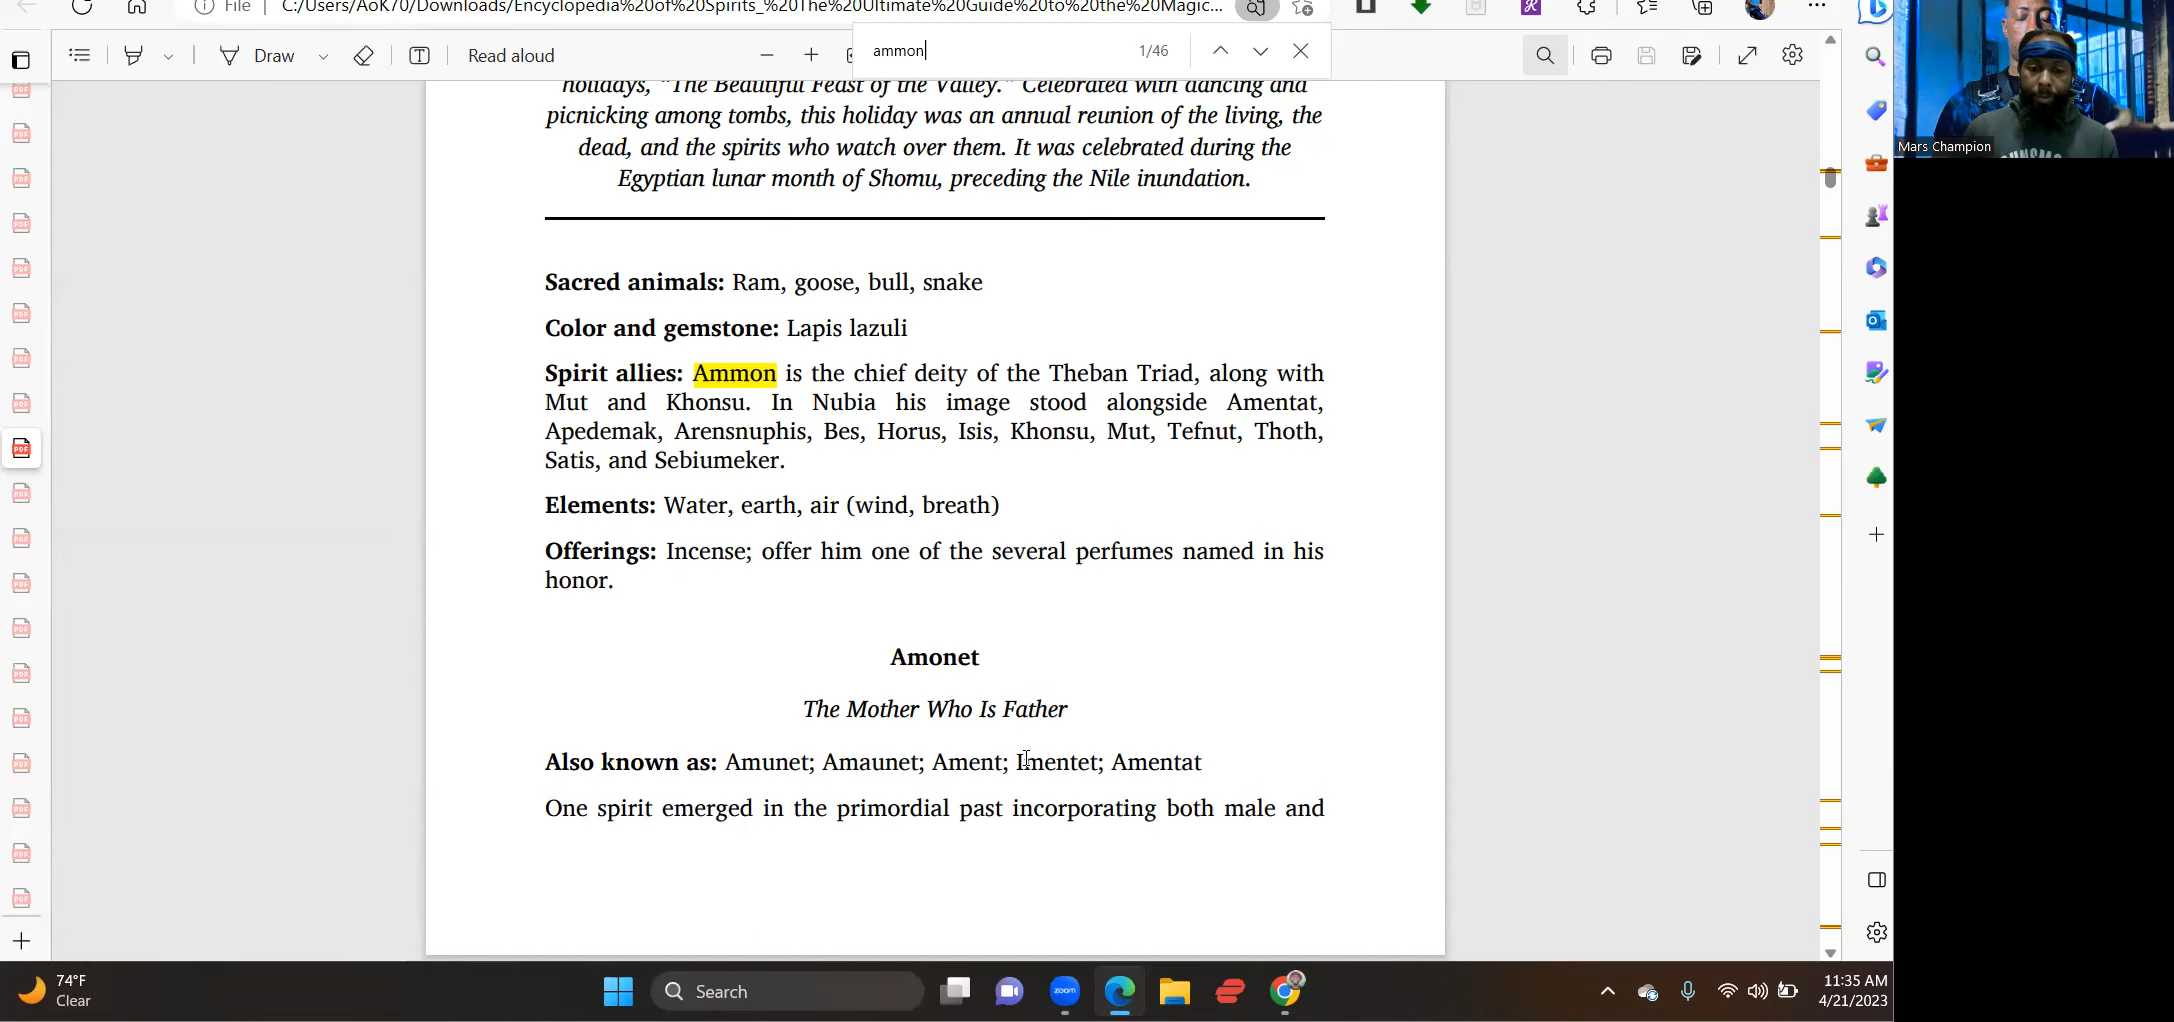 File
C:/Users/AoK70/Downloads/Encyclopedia%20of%20Spirits_%20The%20Ultimate%20Guide%20to%20the%20Magic...
Draw
Read aloud
ammon
1/46
holidays, "The Beautiful Feast of the Valley." Celebrated with dancing and
picnicking among tombs, this holiday was an annual reunion of the living, the
dead, and the spirits who watch over them. It was celebrated during the
Egyptian lunar month of Shomu, preceding the Nile inundation.
Sacred animals: Ram, goose, bull, snake
Color and gemstone: Lapis lazuli
Spirit allies: Ammon is the chief deity of the Theban Triad, along with
Mut and Khonsu. In Nubia his image stood alongside Amentat,
Apedemak, Arensnuphis, Bes, Horus, Isis, Khonsu, Mut, Tefnut, Thoth,
Satis, and Sebiumeker.
Elements: Water, earth, air (wind, breath)
Offerings: Incense; offer him one of the several perfumes named in his
honor.
Amonet
The Mother Who Is Father
Also known as: Amunet; Amaunet; Ament; Imentet; Amentat
One spirit emerged in the primordial past incorporating both male and
Mars Champion
74°F
Clear
Search
zoom
11:35 AM
4/21/2023